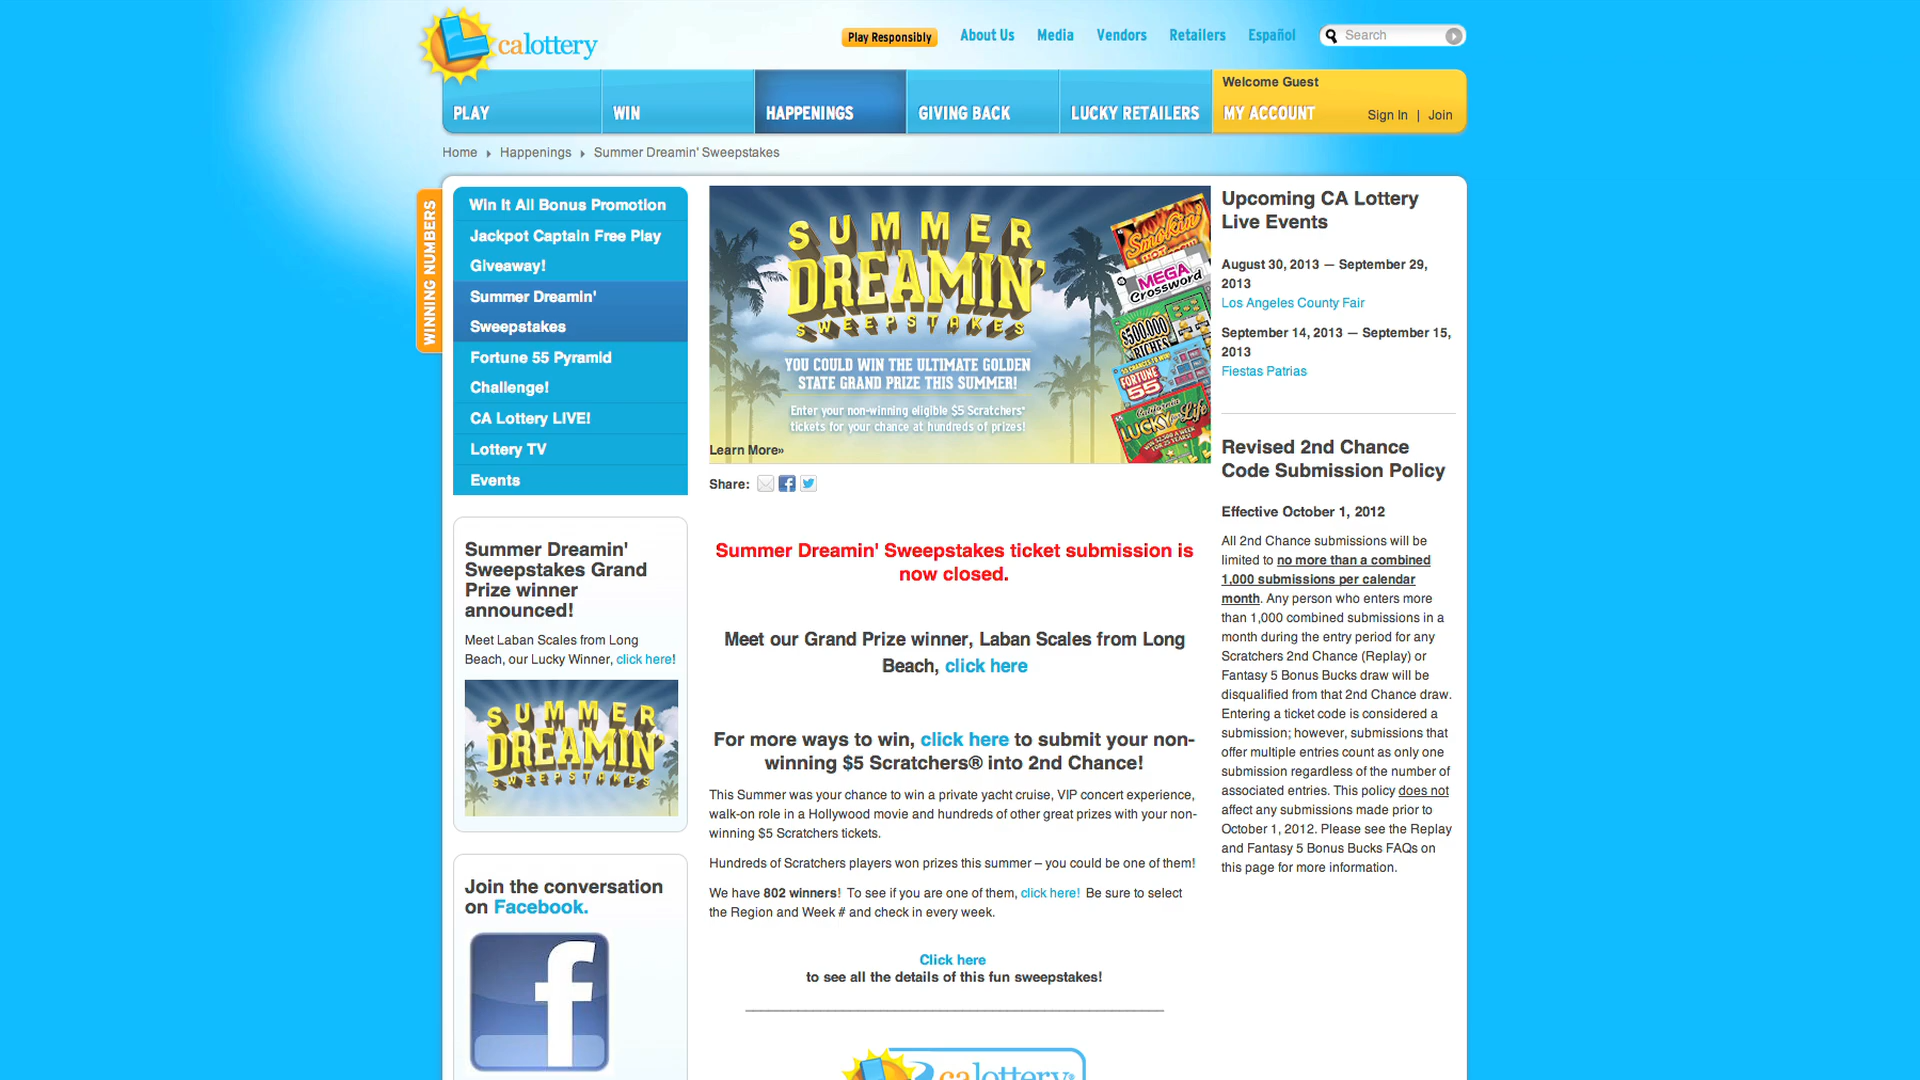 calottery
Play Responsibly
About Us
Media
Vendors
Retailers
Español
Search
PLAY
WIN
HAPPENINGS
GIVING BACK
LUCKY RETAILERS
Welcome Guest
MY ACCOUNT
Sign In | Join
Home
Happenings
Summer Dreamin' Sweepstakes
WINNING NUMBERS
Win It All Bonus Promotion
Jackpot Captain Free Play
Giveaway!
Summer Dreamin'
Sweepstakes
Fortune 55 Pyramid
Challenge!
CA Lottery LIVE!
Lottery TV
Events
Summer Dreamin'
Sweepstakes Grand
Prize winner
announced!
Meet Laban Scales from Long
Beach, our Lucky Winner, click here!
SUMMER
DREAMIN'
SWEEPSTAKES
Join the conversation
on Facebook.
f
SUMMER
DREAMIN'
SWEEPSTAKES
YOU COULD WIN THE ULTIMATE GOLDEN
STATE GRAND PRIZE THIS SUMMER!
Enter your non-winning eligible $5 Scratchers®
tickets for your chance at hundreds of prizes!
Smokin'
MEGA
Crossword
$500,000
RICHES
FORTUNE
55
California
LUCKY for Life
WIN $2,500 A WEEK
FOR 25 YEARS!
Learn More»
Share:
Summer Dreamin' Sweepstakes ticket submission is
now closed.
Meet our Grand Prize winner, Laban Scales from Long
Beach, click here
For more ways to win, click here to submit your non-
winning $5 Scratchers® into 2nd Chance!
This Summer was your chance to win a private yacht cruise, VIP concert experience,
walk-on role in a Hollywood movie and hundreds of other great prizes with your non-
winning $5 Scratchers tickets.
Hundreds of Scratchers players won prizes this summer – you could be one of them!
We have 802 winners! To see if you are one of them, click here! Be sure to select
the Region and Week # and check in every week.
Click here
to see all the details of this fun sweepstakes!
calottery®
Upcoming CA Lottery
Live Events
August 30, 2013 — September 29,
2013
Los Angeles County Fair
September 14, 2013 — September 15,
2013
Fiestas Patrias
Revised 2nd Chance
Code Submission Policy
Effective October 1, 2012
All 2nd Chance submissions will be
limited to no more than a combined
1,000 submissions per calendar
month. Any person who enters more
than 1,000 combined submissions in a
month during the entry period for any
Scratchers 2nd Chance (Replay) or
Fantasy 5 Bonus Bucks draw will be
disqualified from that 2nd Chance draw.
Entering a ticket code is considered a
submission; however, submissions that
offer multiple entries count as only one
submission regardless of the number of
associated entries. This policy does not
affect any submissions made prior to
October 1, 2012. Please see the Replay
and Fantasy 5 Bonus Bucks FAQs on
this page for more information.